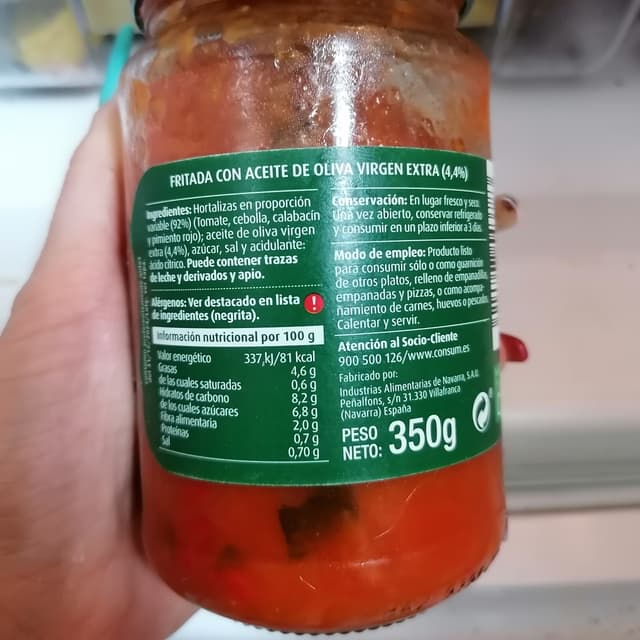 FRITADA CON ACEITE DE OLIVA VIRGEN EXTRA (4,4%)
Ingredientes: Hortalizas en proporción
variable (92%) (Tomate, cebolla, calabacín
y pimiento rojo); aceite de oliva virgen
extra (4,4%), azúcar, sal y acidulante:
ácido cítrico. Puede contener trazas
de leche y derivados y apio.
Alérgenos: Ver destacado en lista
de ingredientes (negrita).
Información nutricional por 100 g
Valor energético 337,kJ/81 kcal
Grasas 4,6 g
de las cuales saturadas 0,6 g
Hidratos de carbono 8,2 g
de los cuales azúcares 6,8 g
Fibra alimentaria 2,0 g
Proteínas 0,7 g
Sal 0,70 g
Conservación: En lugar fresco y seco.
Una vez abierto, conservar refrigerado
y consumir en un plazo inferior a 3 días.
Modo de empleo: Producto listo
para consumir sólo o como guarnición
de otros platos, relleno de empanadillas,
empanadas y pizzas, o como acompa-
ñamiento de carnes, huevos o pescados.
Calentar y servir.
Atención al Socio-Cliente
900 500 126/www.consum.es
Fabricado por:
Industrias Alimentarias de Navarra, S.A.U.
Peñalfons, s/n 31.330 Villafranca
(Navarra) España
PESO
NETO: 350g